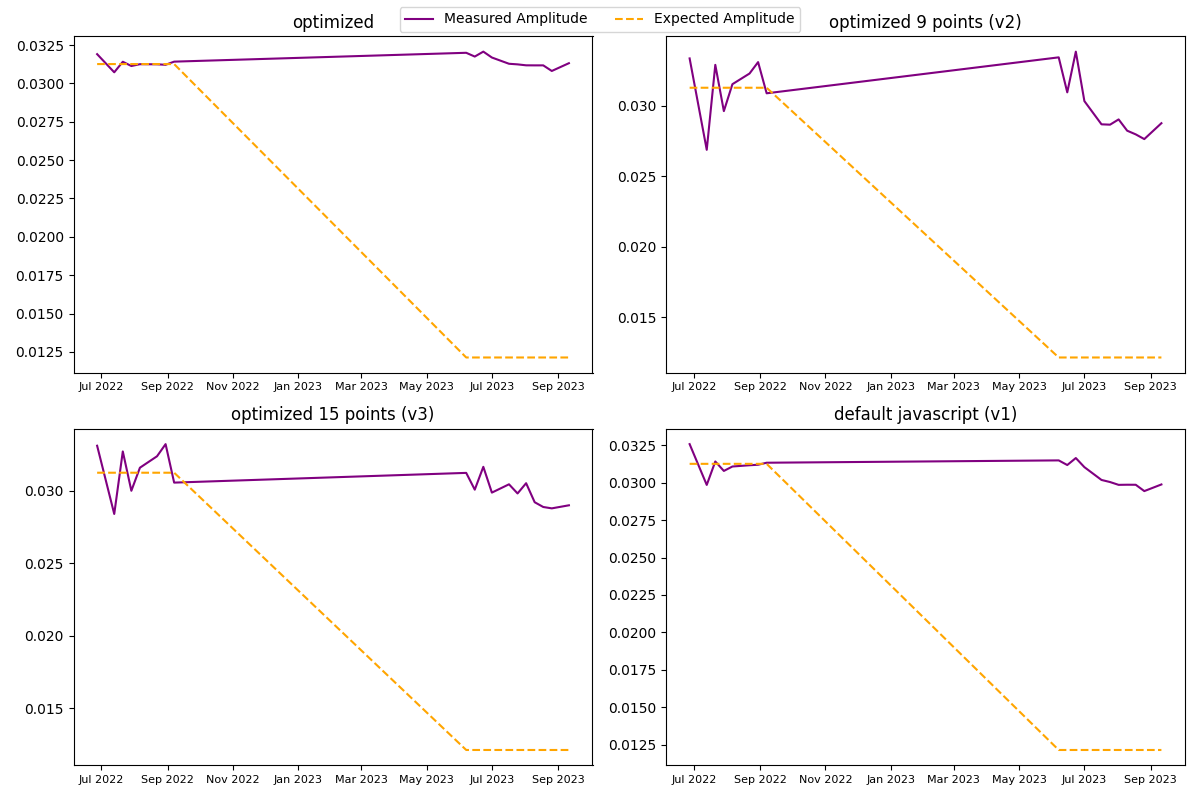 Measured Amplitude Expected Amplitude
optimized
0.0325
0.0300
0.0275
0.0250
0.0225
0.0200
0.0175
0.0150
0.0125
Jul 2022 Sep 2022 Nov 2022 Jan 2023 Mar 2023 May 2023 Jul 2023 Sep 2023
optimized 9 points (v2)
0.030
0.025
0.020
0.015
Jul 2022 Sep 2022 Nov 2022 Jan 2023 Mar 2023 May 2023 Jul 2023 Sep 2023
optimized 15 points (v3)
0.030
0.025
0.020
0.015
Jul 2022 Sep 2022 Nov 2022 Jan 2023 Mar 2023 May 2023 Jul 2023 Sep 2023
default javascript (v1)
0.0325
0.0300
0.0275
0.0250
0.0225
0.0200
0.0175
0.0150
0.0125
Jul 2022 Sep 2022 Nov 2022 Jan 2023 Mar 2023 May 2023 Jul 2023 Sep 2023